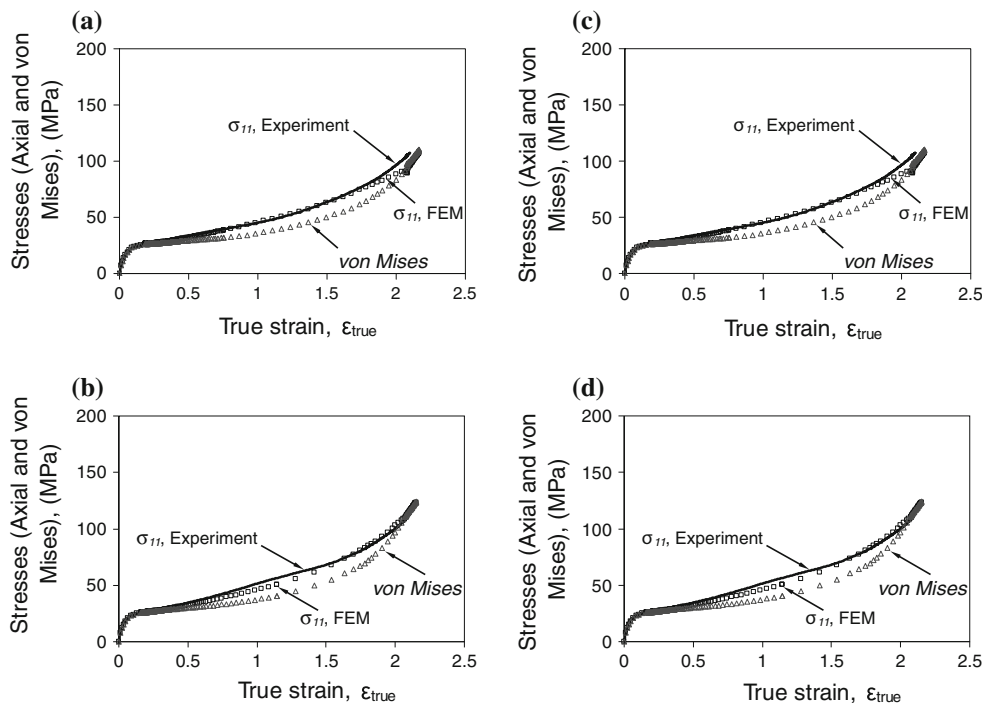 (a)
Stresses (Axial and von
Mises), (MPa)
200
150
100
50
0
σ11, Experiment
σ11, FEM
von Mises
0 0.5 1 1.5 2 2.5
True strain, εtrue
(c)
Stresses (Axial and von
Mises), (MPa)
200
150
100
50
0
σ11, Experiment
σ11, FEM
von Mises
0 0.5 1 1.5 2 2.5
True strain, εtrue
(b)
Stresses (Axial and von
Mises), (MPa)
200
150
100
50
0
σ11, Experiment
von Mises
σ11, FEM
0 0.5 1 1.5 2 2.5
True strain, εtrue
(d)
Stresses (Axial and von
Mises), (MPa)
200
150
100
50
0
σ11, Experiment
von Mises
σ11, FEM
0 0.5 1 1.5 2 2.5
True strain, εtrue